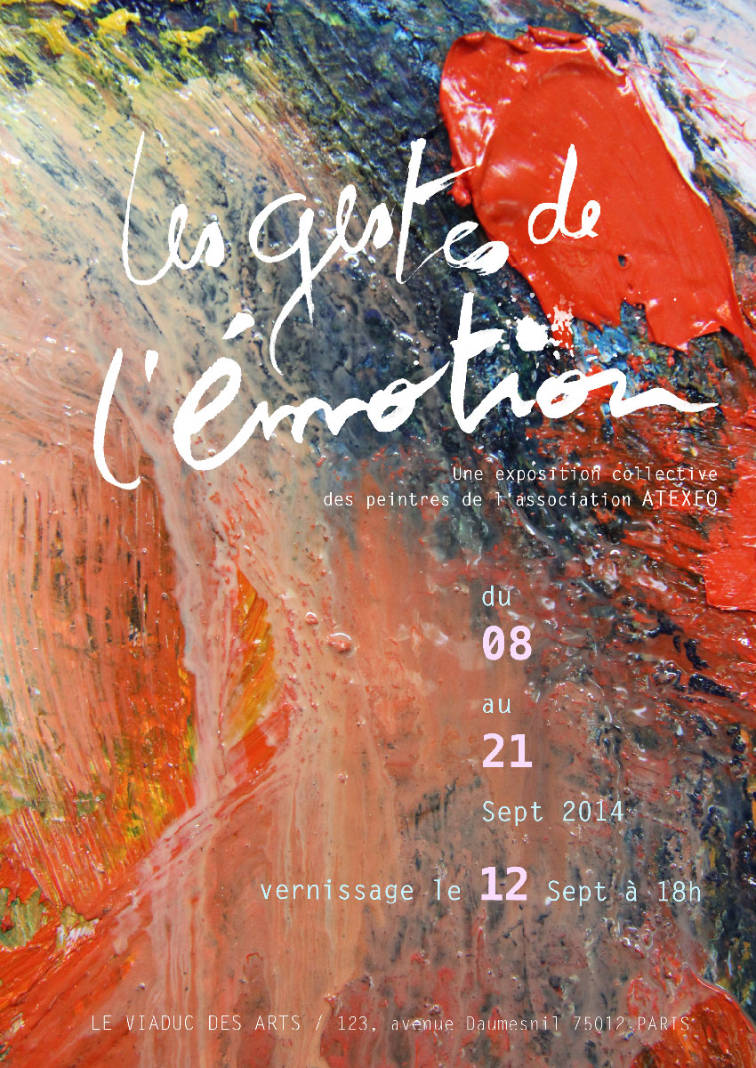 les gestes de
l'émotion
Une exposition collective
des peintres de l'association ATEXEO
du
08
au
21
Sept 2014
vernissage le 12 Sept à 18h
LE VIADUC DES ARTS / 123, avenue Daumesnil 75012 PARIS